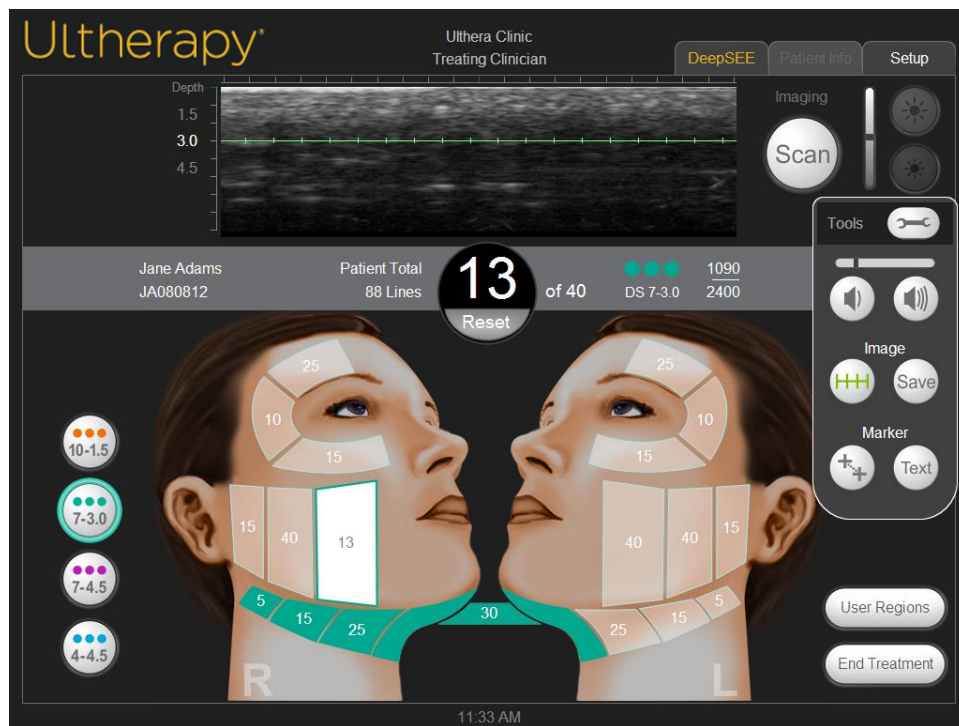 Ultherapy
Ulthera Clinic
Treating Clinician
DeepSEE
Patient Info
Setup
Depth
1.5
3.0
4.5
Imaging
Scan
Tools
Jane Adams
JA080812
Patient Total
88 Lines
13
of 40
Reset
DS 7-3.0
1090
2400
Image
Save
Marker
Text
10-1.5
7-3.0
7-4.5
4-4.5
25
10
15
15
40
13
5
15
25
30
25
10
15
40
40
15
25
15
5
R
L
User Regions
End Treatment
11:33 AM